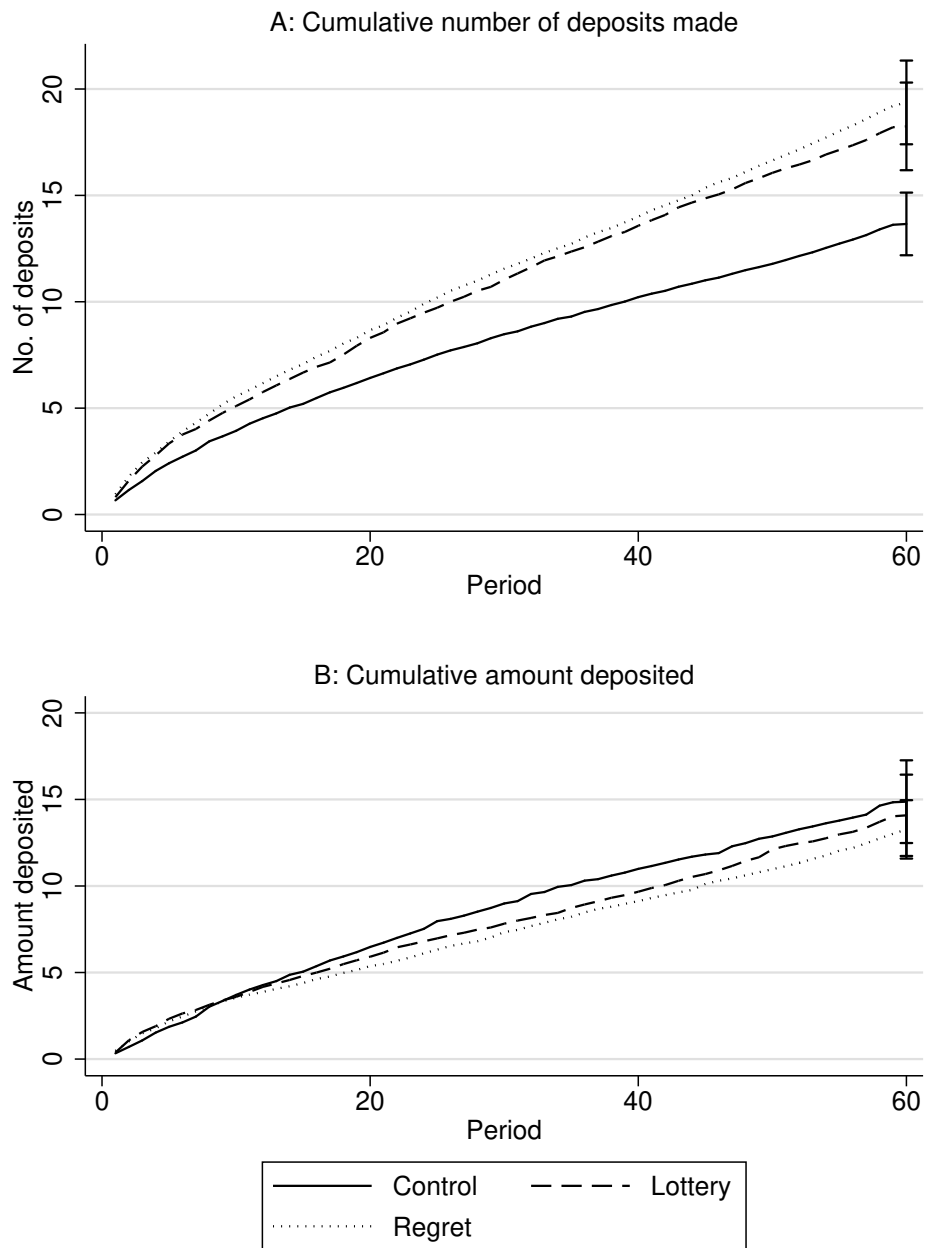 A: Cumulative number of deposits made
No. of deposits
20
15
10
5
0
0 20 40 60
Period
B: Cumulative amount deposited
Amount deposited
20
15
10
5
0
0 20 40 60
Period
Control Lottery
Regret